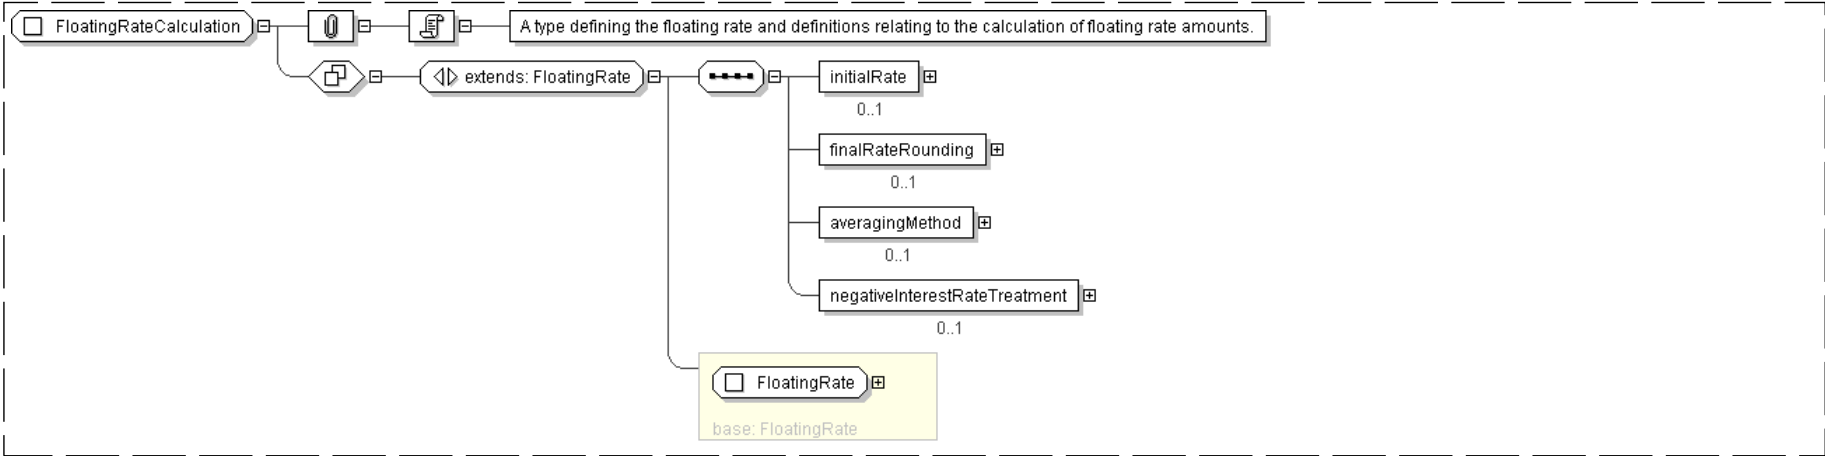 FloatingRateCalculation
A type defining the floating rate and definitions relating to the calculation of floating rate amounts.
extends: FloatingRate
initialRate
0..1
finalRateRounding
0..1
averagingMethod
0..1
negativeInterestRateTreatment
0..1
FloatingRate
base: FloatingRate